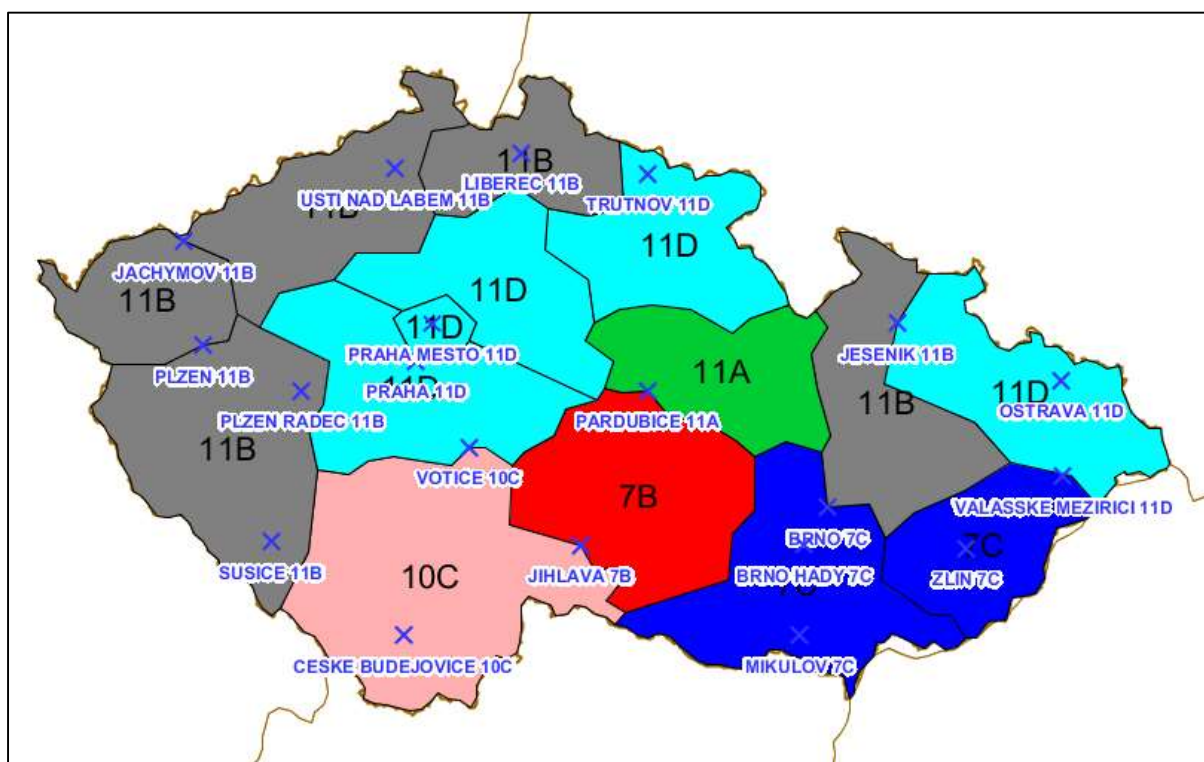 11B
LIBEREC 11B
USTI NAD LABEM 11B
11B
TRUTNOV 11D
11D
JACHYMOV 11B
11B
11D
11D
PRAHA MESTO 11D
PRAHA 11D
11D
PLZEN 11B
PLZEN RADEC 11B
11B
11A
PARDUBICE 11A
JESENIK 11B
11B
11D
OSTRAVA 11D
VOTICE 10C
7B
VALASSKE MEZIRICI 11D
BRNO 7C
BRNO HADY 7C
7C
7C
ZLIN 7C
SUSICE 11B
10C
JIHLAVA 7B
CESKE BUDEJOVICE 10C
MIKULOV 7C